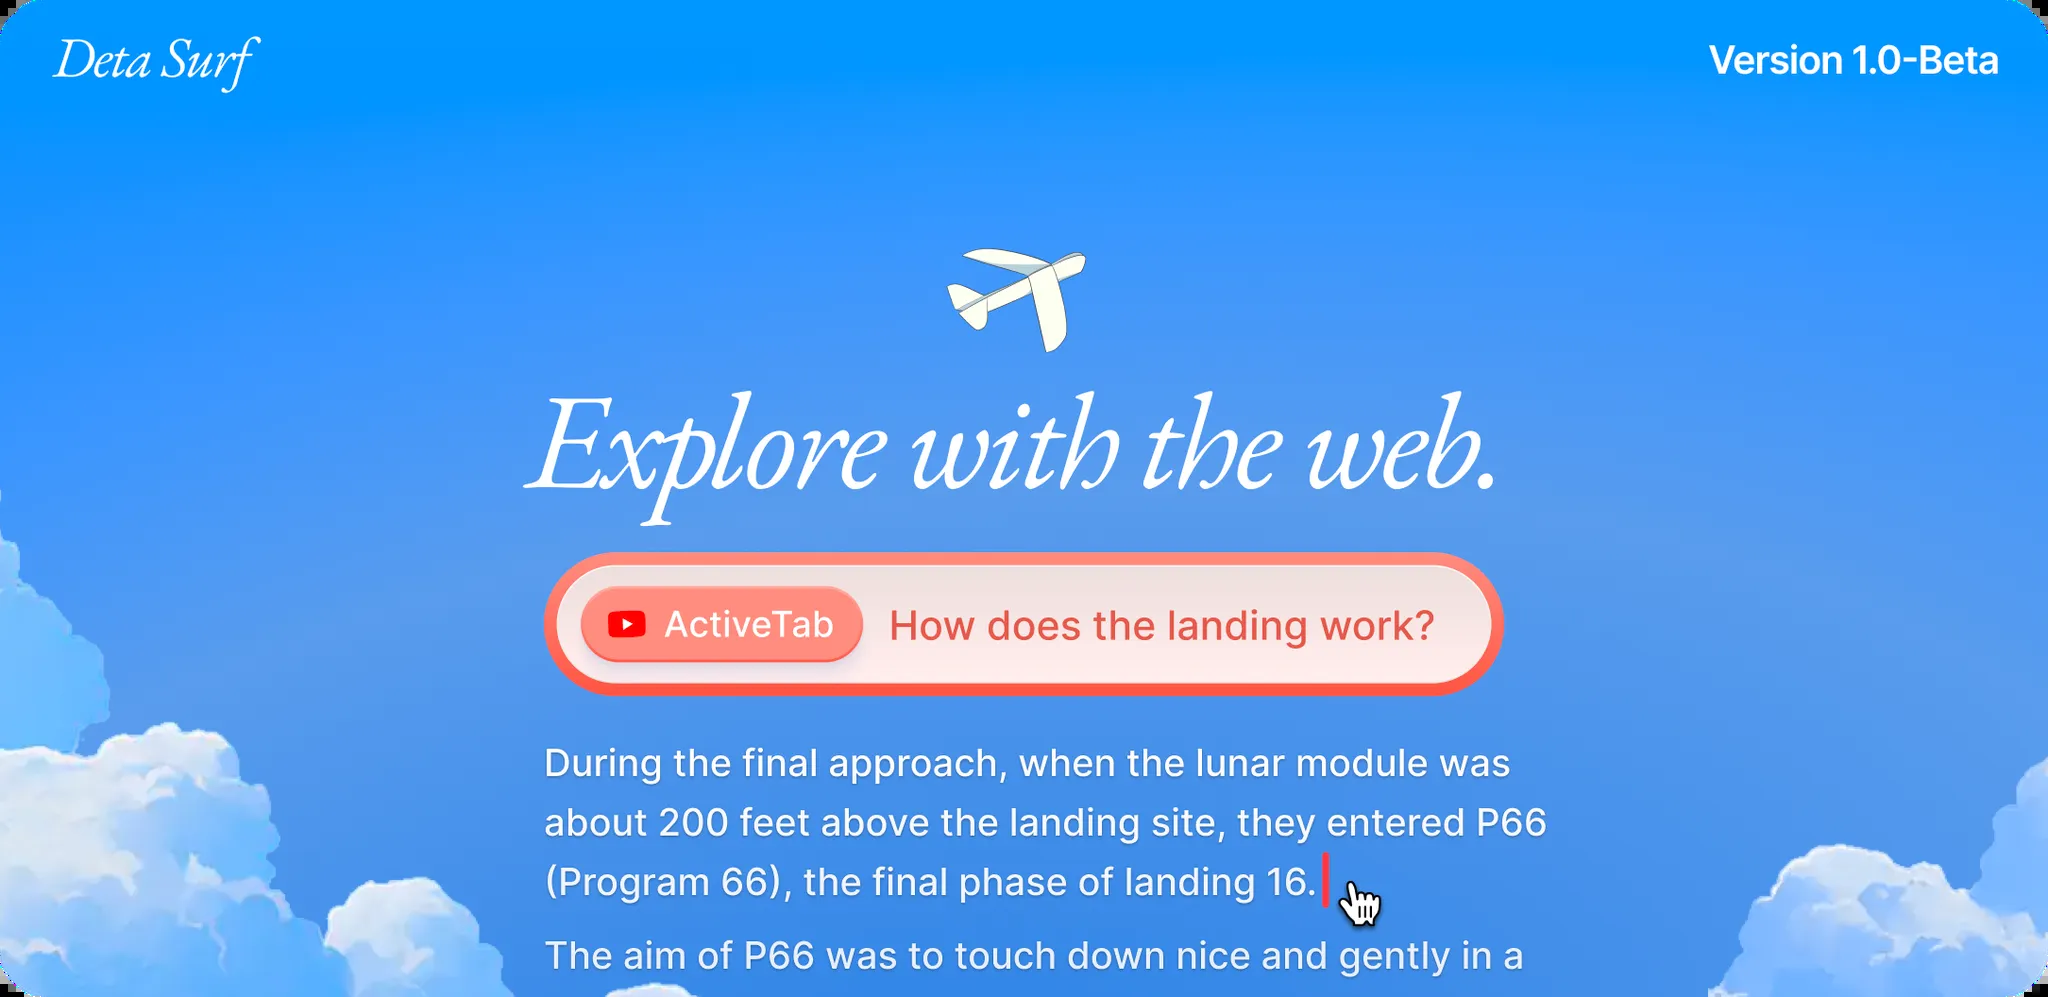 Deta Surf
Version 1.0-Beta
Explore with the web.
ActiveTab How does the landing work?
During the final approach, when the lunar module was
about 200 feet above the landing site, they entered P66
(Program 66), the final phase of landing 16.
The aim of P66 was to touch down nice and gently in a